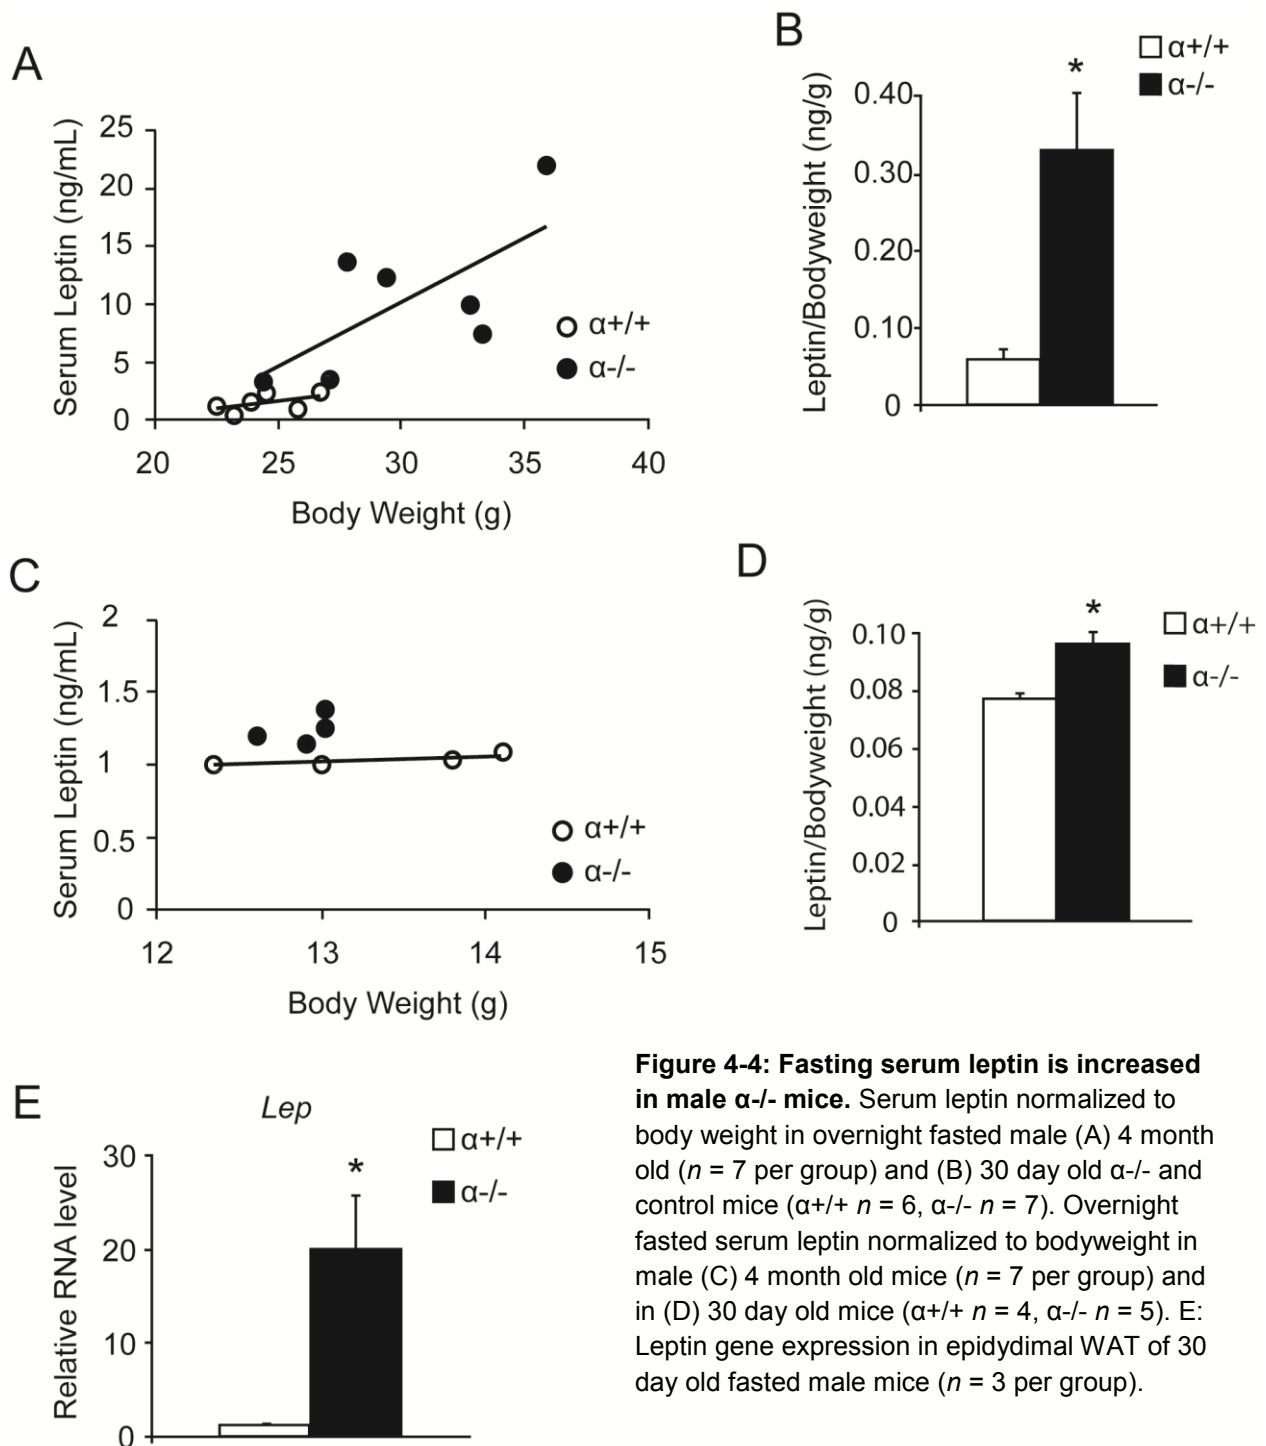 A
Serum Leptin (ng/mL)
25
20
15
10
5
0
20 25 30 35 40
Body Weight (g)
α+/+
α-/-
B
Leptin/Bodyweight (ng/g)
0.40
0.30
0.20
0.10
0
*
α+/+
α-/-
C
Serum Leptin (ng/mL)
2
1.5
1
0.5
0
12 13 14 15
Body Weight (g)
α+/+
α-/-
D
Leptin/Bodyweight (ng/g)
0.10
0.08
0.06
0.04
0.02
0
*
α+/+
α-/-
E
Lep
Relative RNA level
30
20
10
0
*
α+/+
α-/-
Figure 4-4: Fasting serum leptin is increased
in male α-/- mice. Serum leptin normalized to
body weight in overnight fasted male (A) 4 month
old (n = 7 per group) and (B) 30 day old α-/- and
control mice (α+/+ n = 6, α-/- n = 7). Overnight
fasted serum leptin normalized to bodyweight in
male (C) 4 month old mice (n = 7 per group) and
in (D) 30 day old mice (α+/+ n = 4, α-/- n = 5). E:
Leptin gene expression in epidydimal WAT of 30
day old fasted male mice (n = 3 per group).